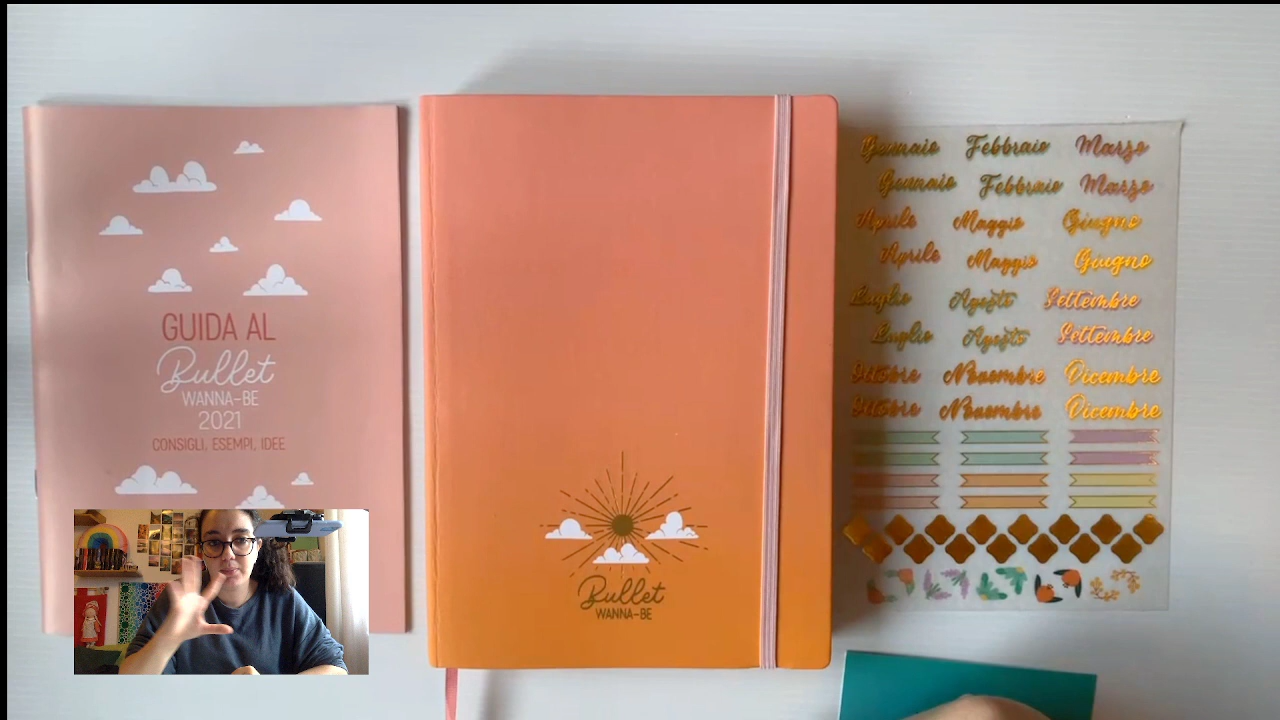 GUIDA AL
Bullet
WANNA-BE
2021
CONSIGLI, ESEMPI, IDEE
Bullet
WANNA-BE
Gennaio Febbraio Marzo
Gennaio Febbraio Marzo
Aprile Maggio Giugno
Aprile Maggio Giugno
Luglio Agosto Settembre
Luglio Agosto Settembre
Ottobre Novembre Dicembre
Ottobre Novembre Dicembre